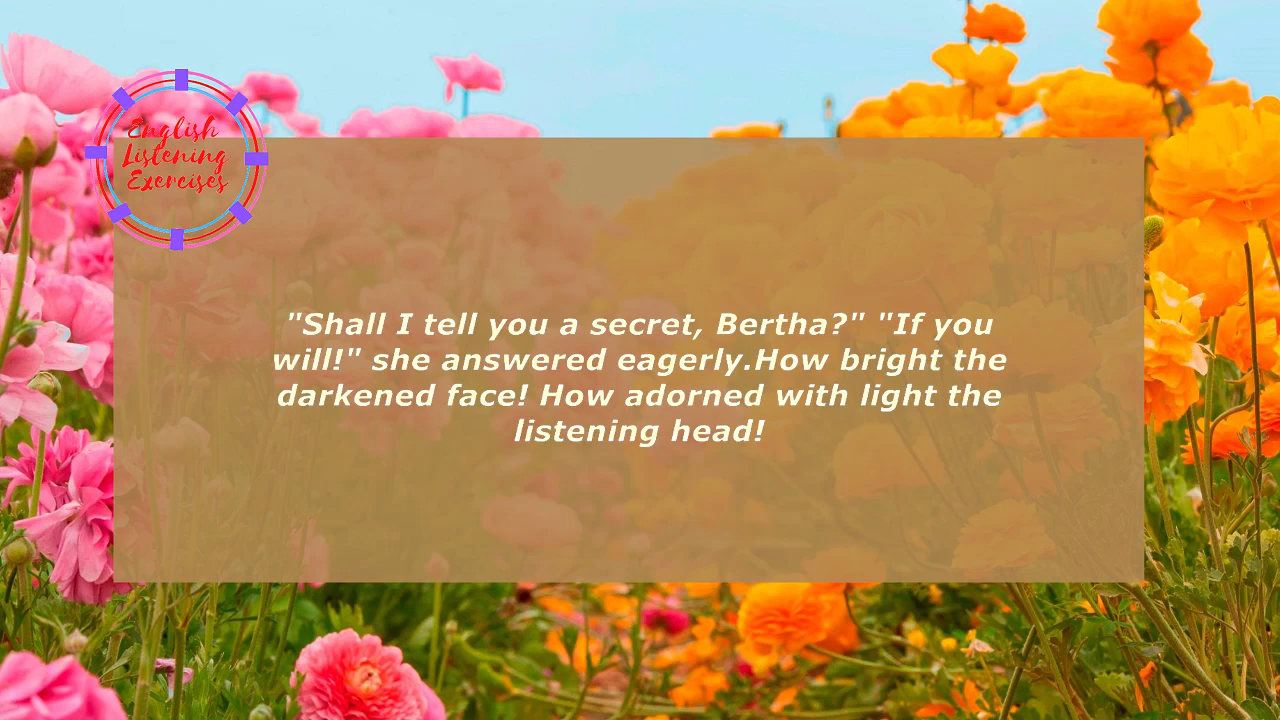 English
Listening
Exercises
"Shall I tell you a secret, Bertha?" "If you
will!" she answered eagerly.How bright the
darkened face! How adorned with light the
listening head!